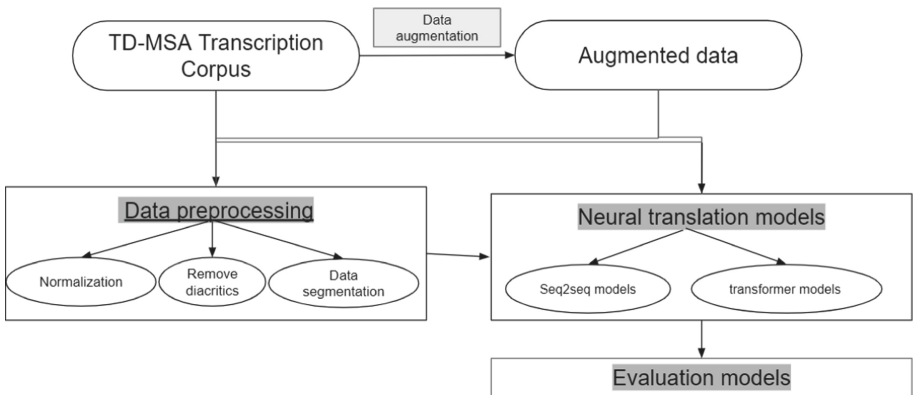 Data
augmentation
TD-MSA Transcription
Corpus
Augmented data
Data preprocessing
Normalization
Remove
diacritics
Data
segmentation
Neural translation models
Seq2seq models
transformer models
Evaluation models